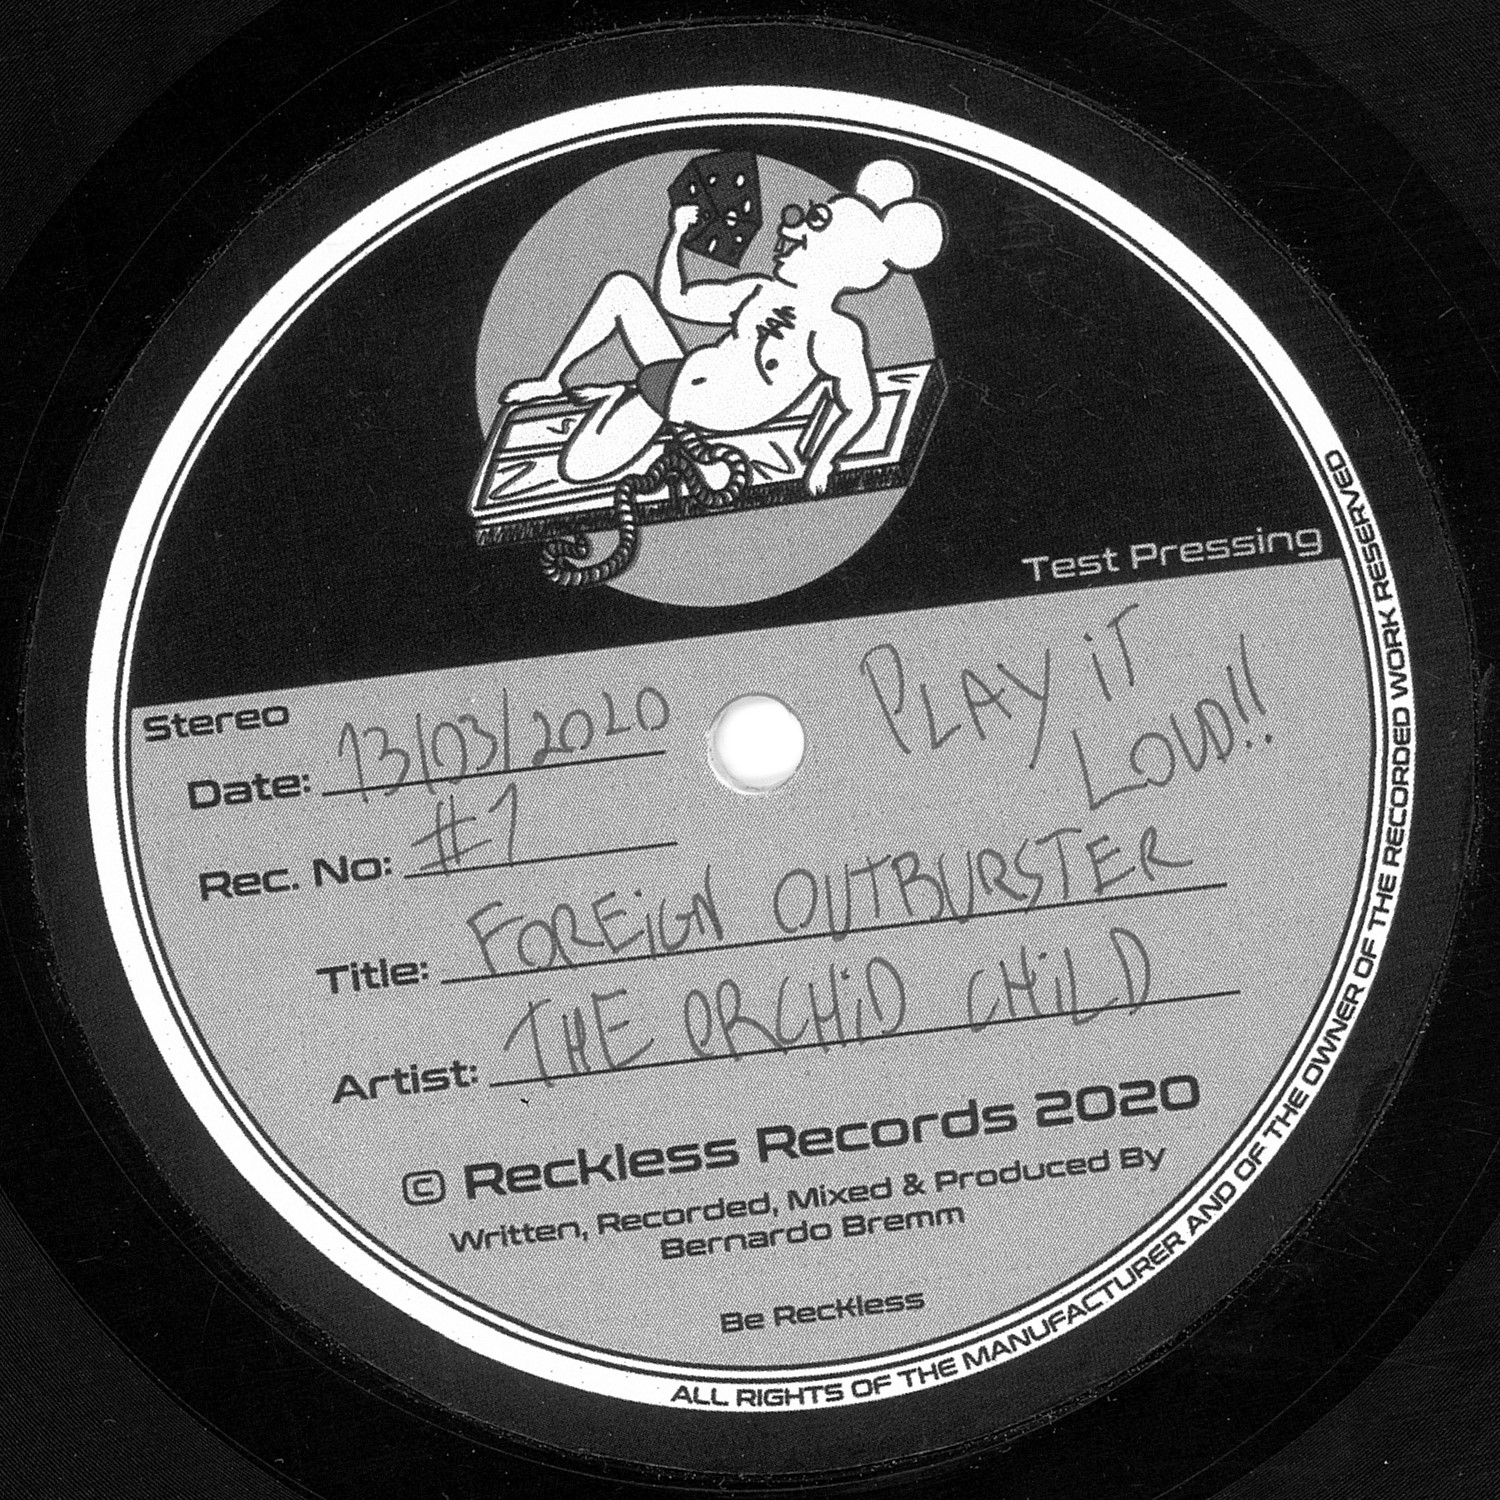 Test Pressing
Stereo
PLAY iT
LOUD!!
Date: 13/03/2020
Rec. No: #1
Title: FOREiGN OUTBURSTER
Artist: THE ORCHiD CHiLD
© Reckless Records 2020
Written, Recorded, Mixed & Produced By
Bernardo Bremm
Be Reckless
ALL RIGHTS OF THE MANUFACTURER AND OF THE OWNER OF THE RECORDED WORK RESERVED